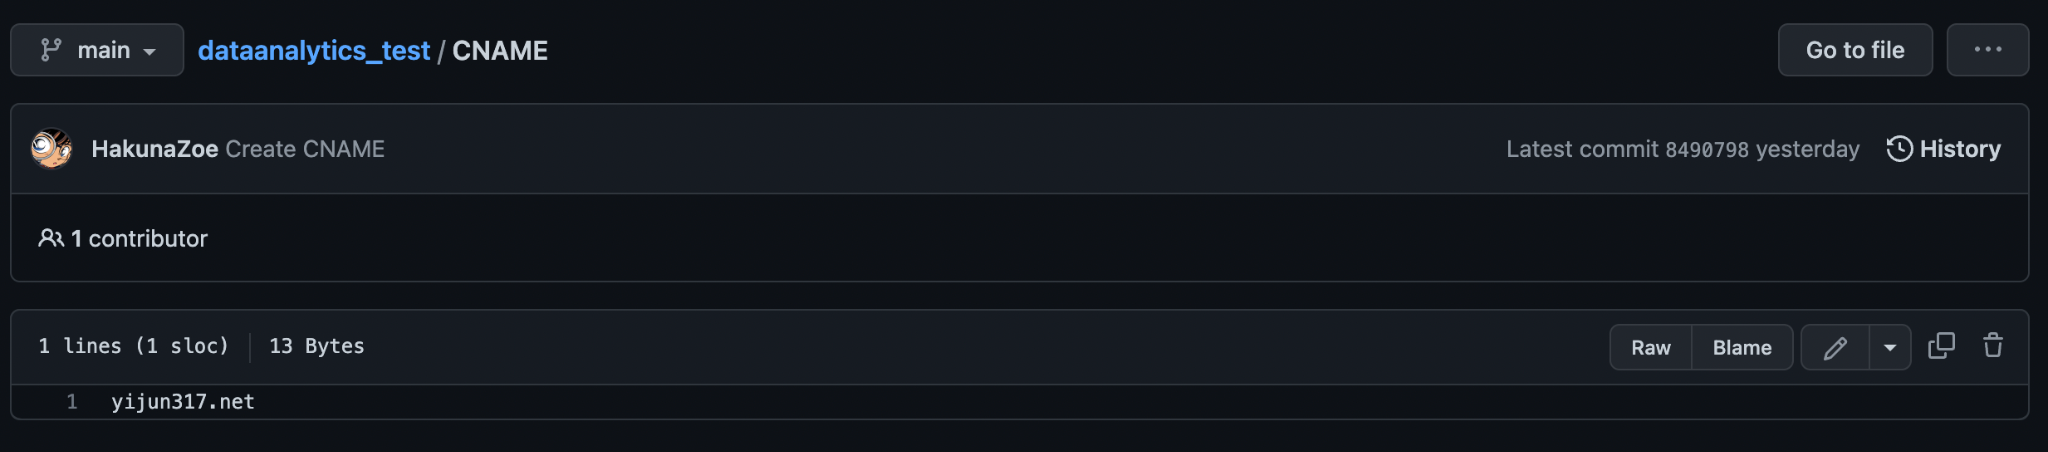 main dataanalytics_test / CNAME Go to file ...
HakunaZoe Create CNAME Latest commit 8490798 yesterday History
1 contributor
1 lines (1 sloc) 13 Bytes Raw Blame
1 yijun317.net